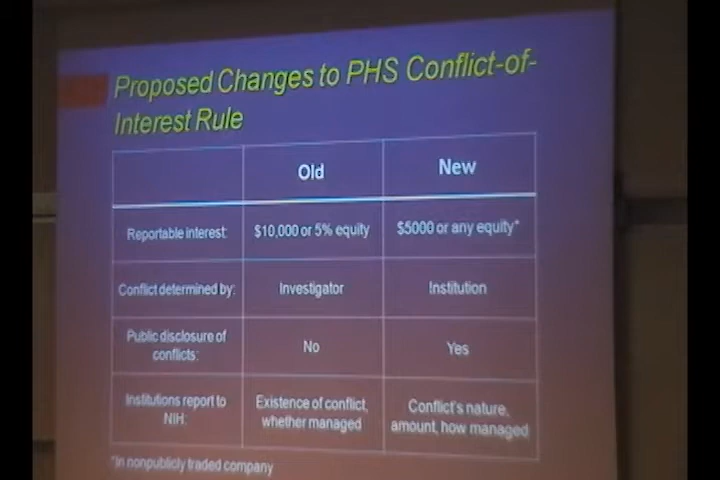 Proposed Changes to PHS Conflict-of-
Interest Rule
Old
New
Reportable interest:
$10,000 or 5% equity
$5000 or any equity*
Conflict determined by:
Investigator
Institution
Public disclosure of
conflicts:
No
Yes
Institutions report to
NIH:
Existence of conflict,
whether managed
Conflict's nature,
amount, how managed
*In nonpublicly traded company